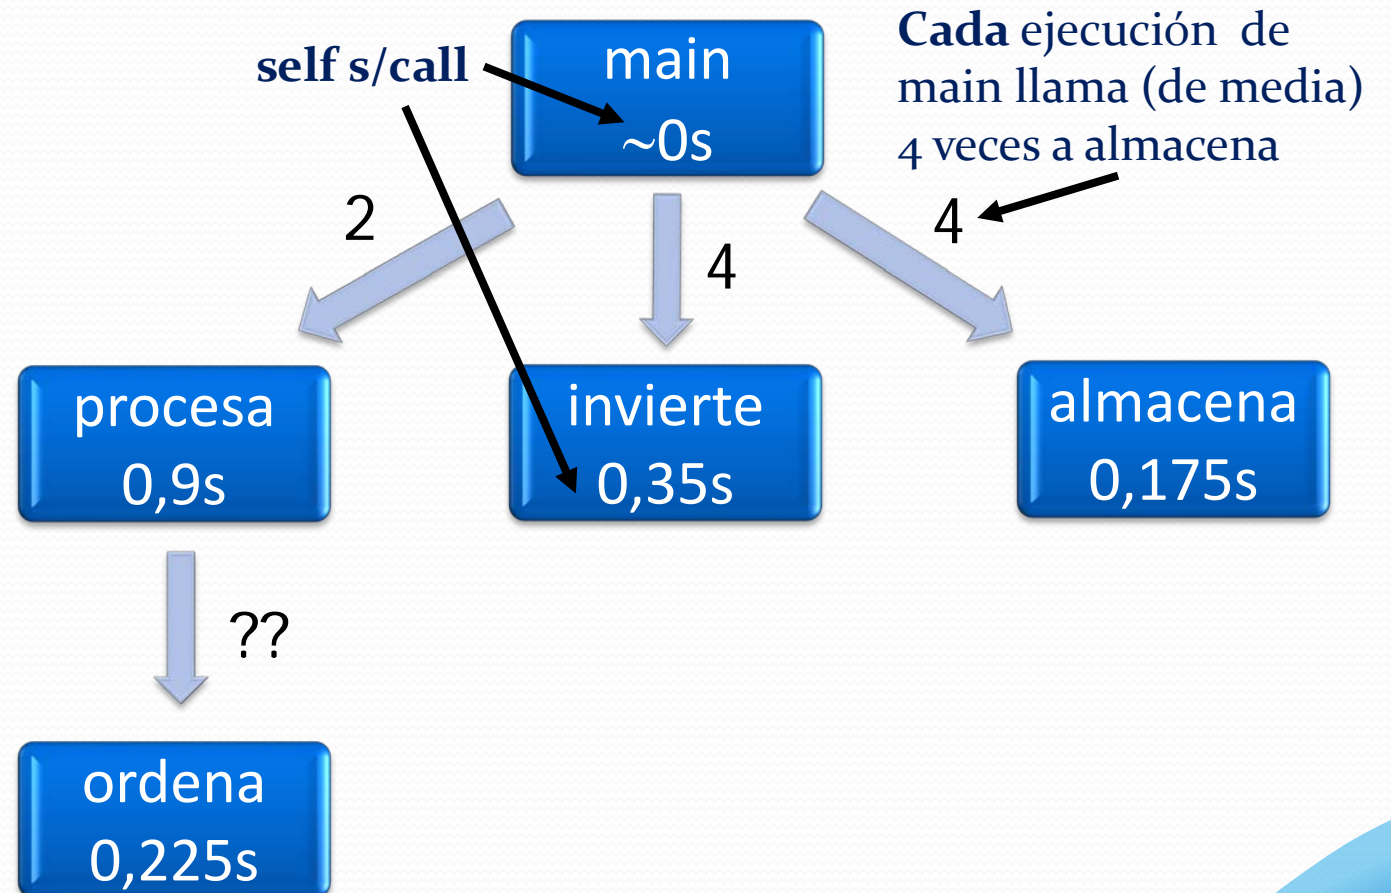 self s/call
main
~0s
Cada ejecución de
main llama (de media)
4 veces a almacena
2
4
4
procesa
0,9s
invierte
0,35s
almacena
0,175s
??
ordena
0,225s